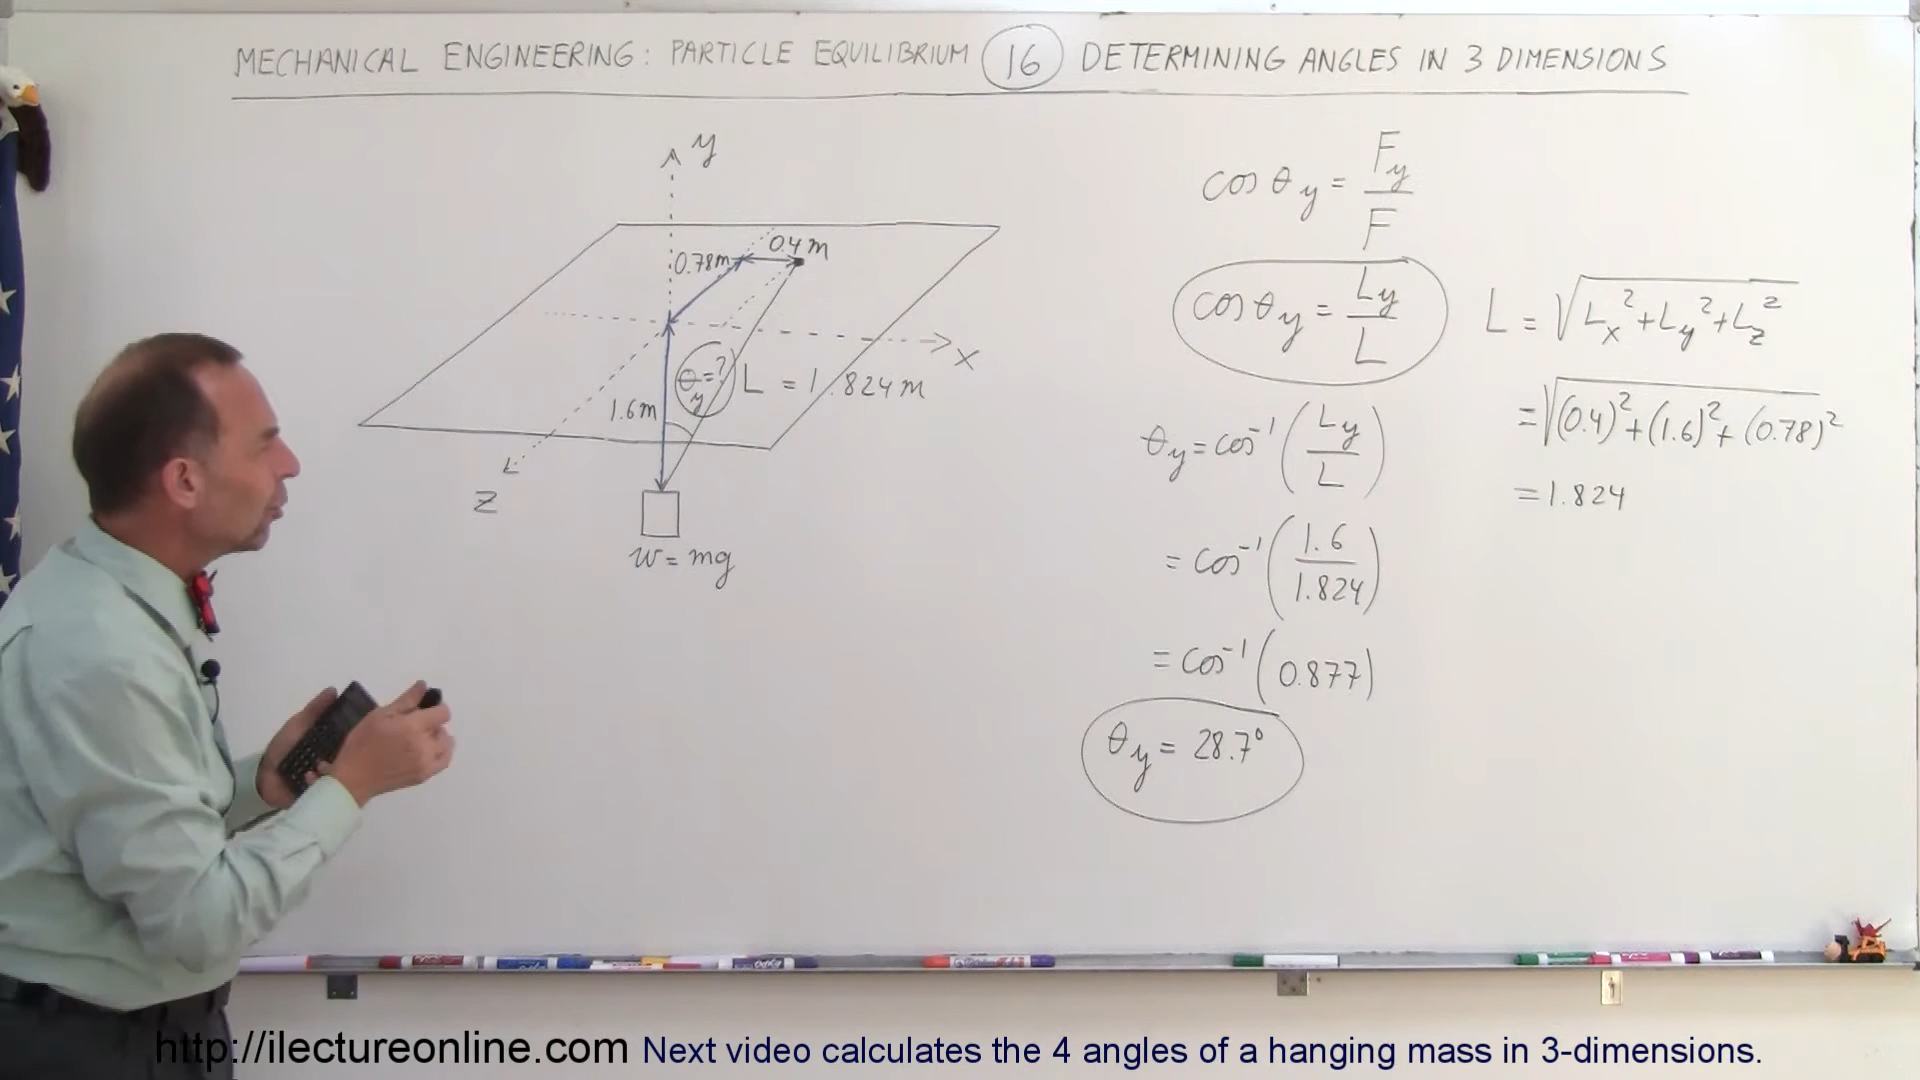 MECHANICAL ENGINEERING: PARTICLE EQUILIBRIUM 16 DETERMINING ANGLES IN 3 DIMENSIONS
y
0.4 m
0.78m
x
θy=?
L = 1.824 m
1.6m
z
W = mg
cos θy = Fy/F
cos θy = Ly/L
θy = cos⁻¹(Ly/L)
= cos⁻¹(1.6/1.824)
= cos⁻¹(0.877)
θy = 28.7°
L = √(Lx²+Ly²+Lz²)
= √((0.4)²+(1.6)²+(0.78)²)
= 1.824
http://ilectureonline.com Next video calculates the 4 angles of a hanging mass in 3-dimensions.